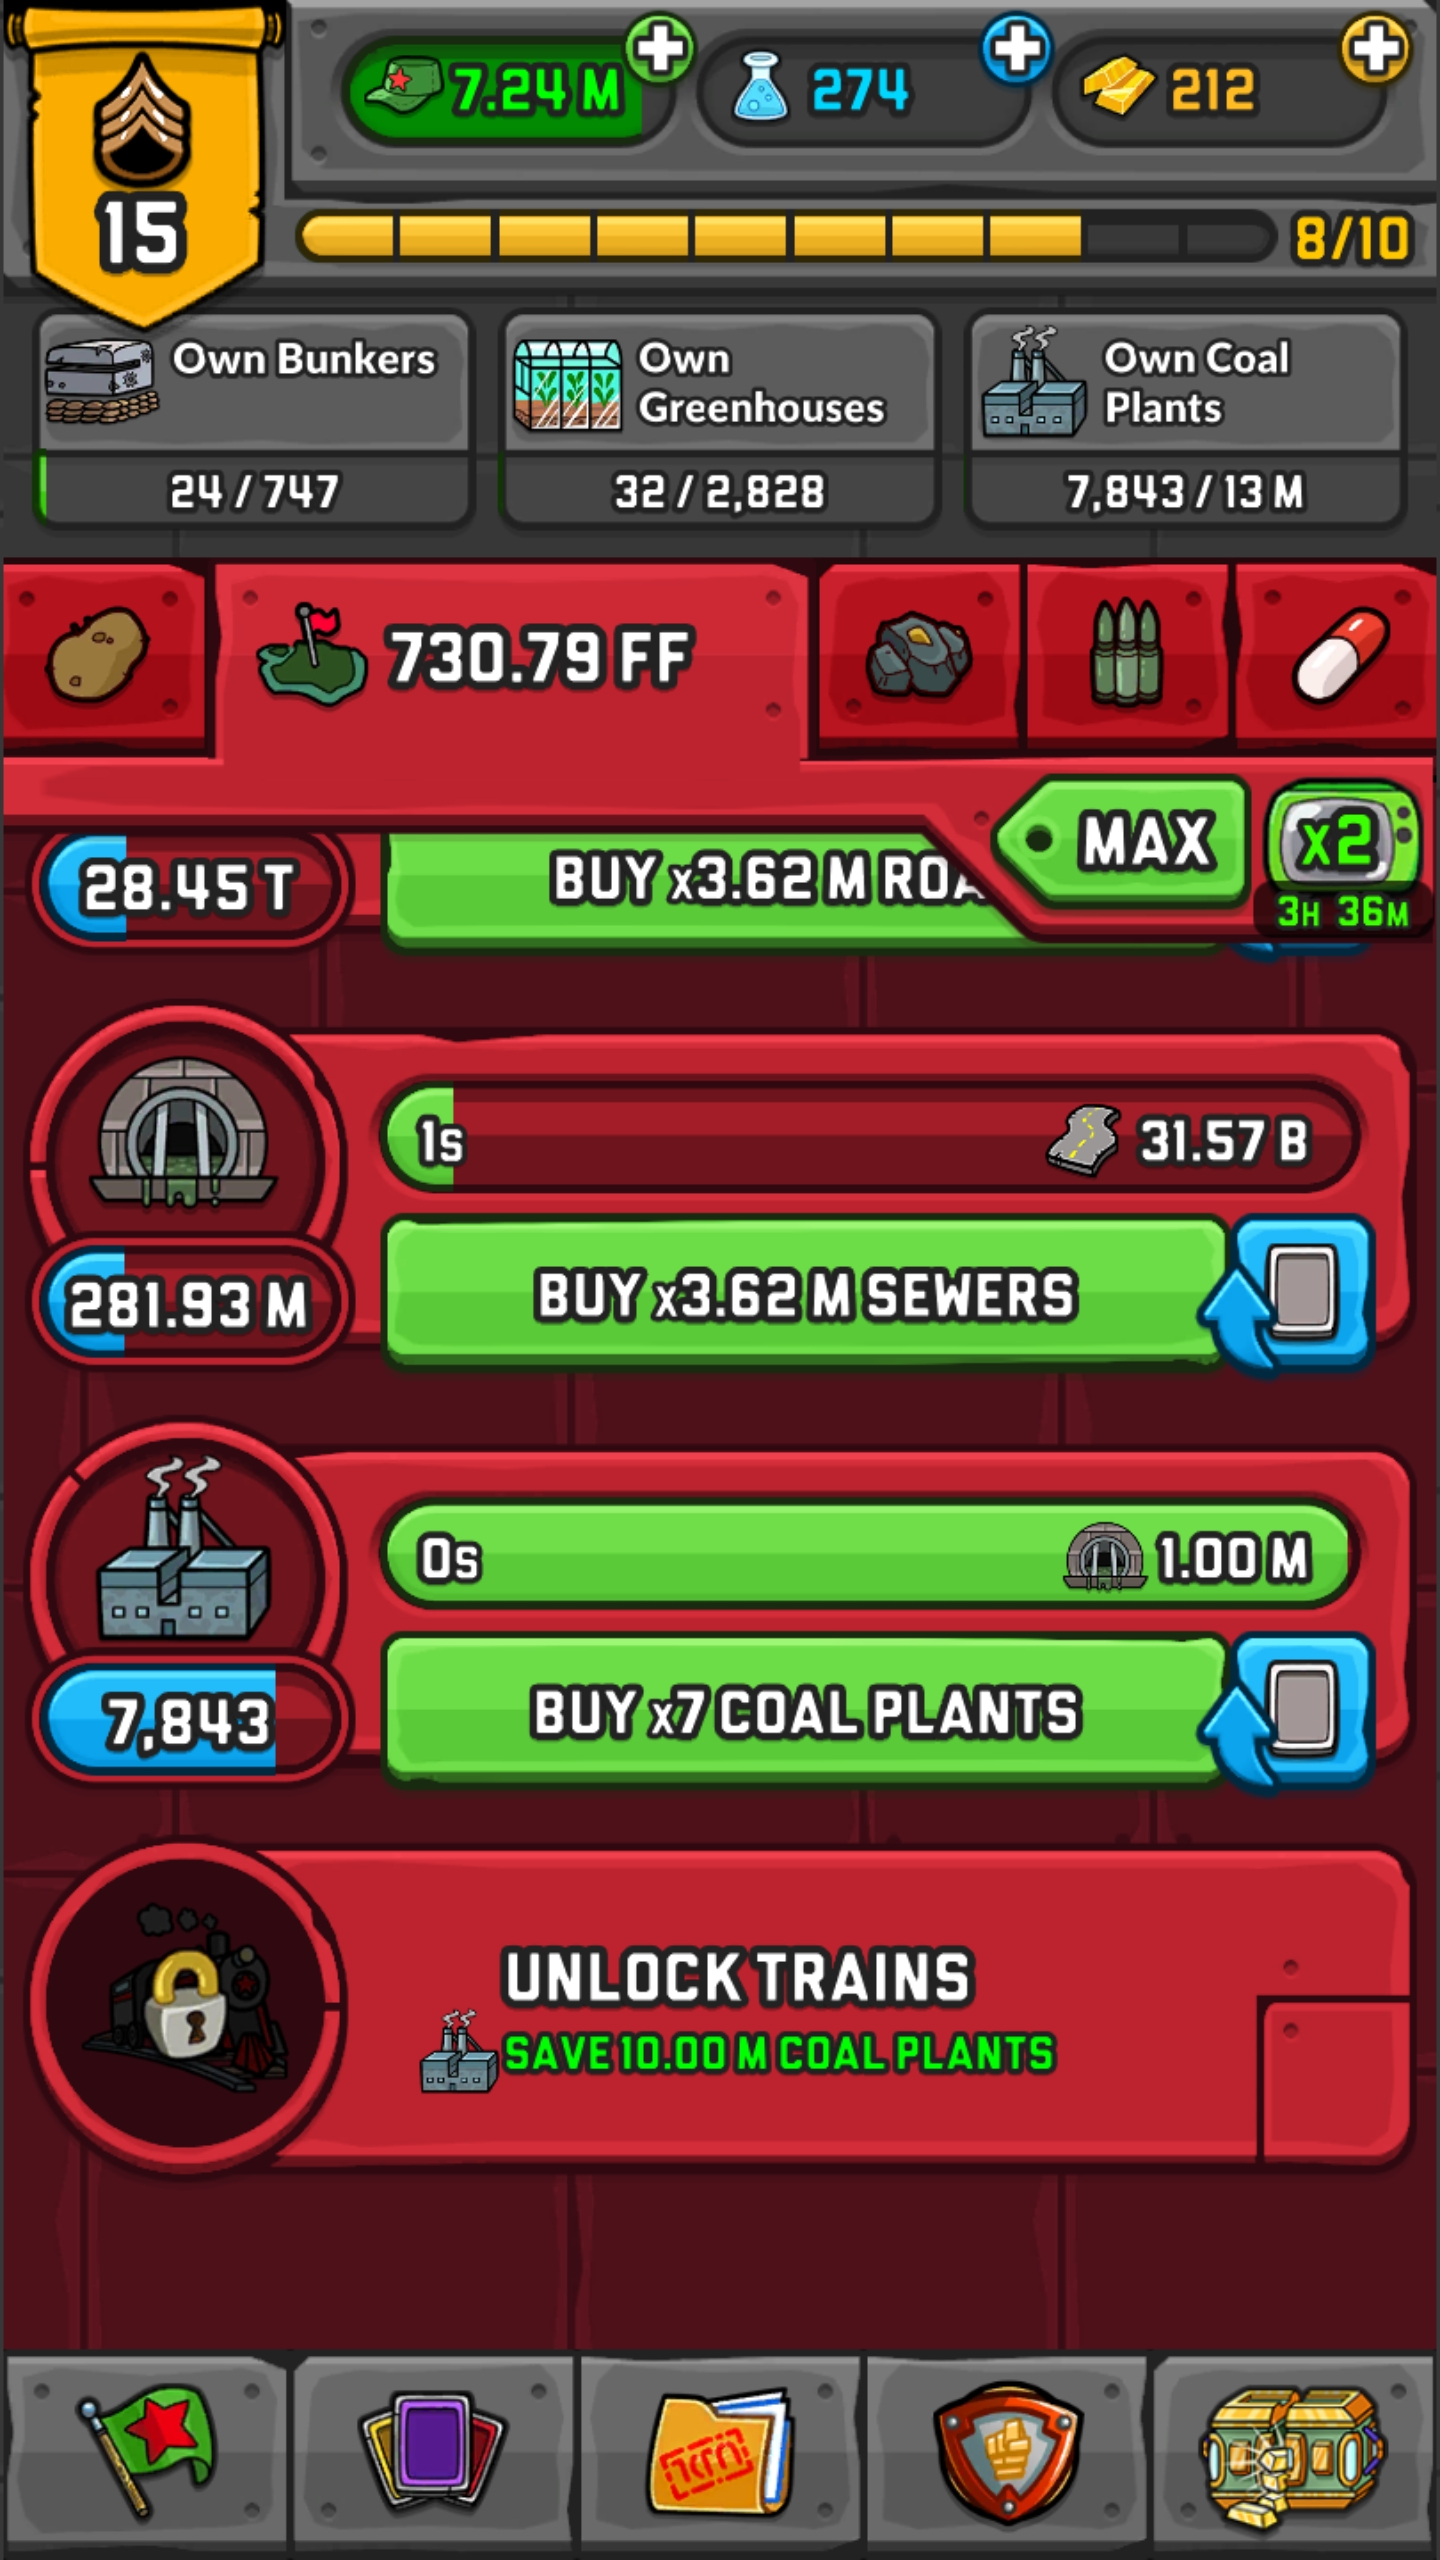 7.24 M
274
212
15
8/10
Own Bunkers
24 / 747
Own
Greenhouses
32 / 2,828
Own Coal
Plants
7,843 / 13 M
730.79 FF
MAX
x2
3H 36M
28.45 T
BUY x3.62 M
1s
31.57 B
281.93 M
BUY x3.62 M SEWERS
0s
1.00 M
7,843
BUY x7 COAL PLANTS
UNLOCK TRAINS
SAVE 10.00 M COAL PLANTS